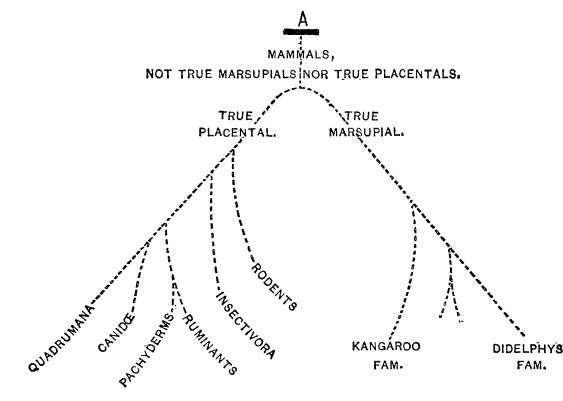 A
MAMMALS,
NOT TRUE MARSUPIALS NOR TRUE PLACENTALS.
TRUE
PLACENTAL.
TRUE
MARSUPIAL.
QUADRUMANA
CANIDŒ
PACHYDERMS
RUMINANTS
INSECTIVORA
RODENTS
KANGAROO
FAM.
DIDELPHYS
FAM.